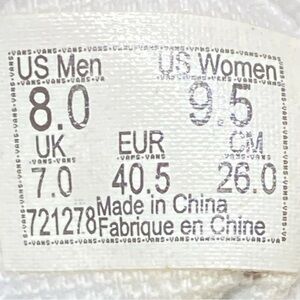 US Men US Women
8.0 9.5
UK EUR CM
7.0 40.5 26.0
721278 Made in China
Fabrique en Chine